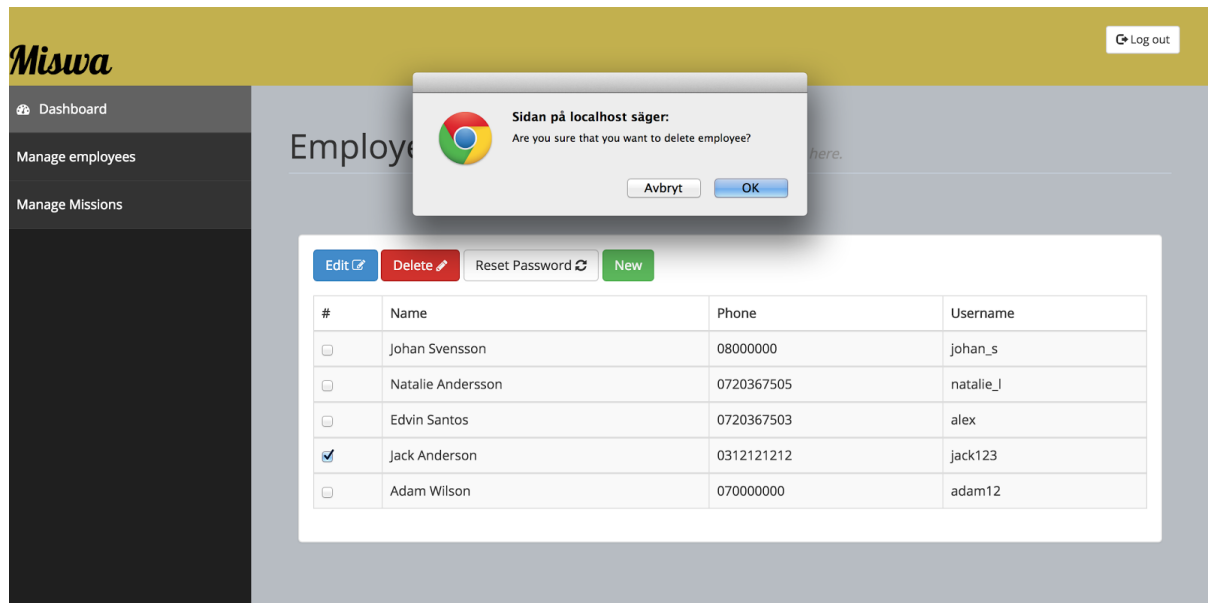 Miswa
Log out
Dashboard
Manage employees
Manage Missions
Sidan på localhost säger:
Are you sure that you want to delete employee?
Avbryt OK
here.
Edit Delete Reset Password New
# Name Phone Username
Johan Svensson 08000000 johan_s
Natalie Andersson 0720367505 natalie_l
Edvin Santos 0720367503 alex
Jack Anderson 0312121212 jack123
Adam Wilson 070000000 adam12